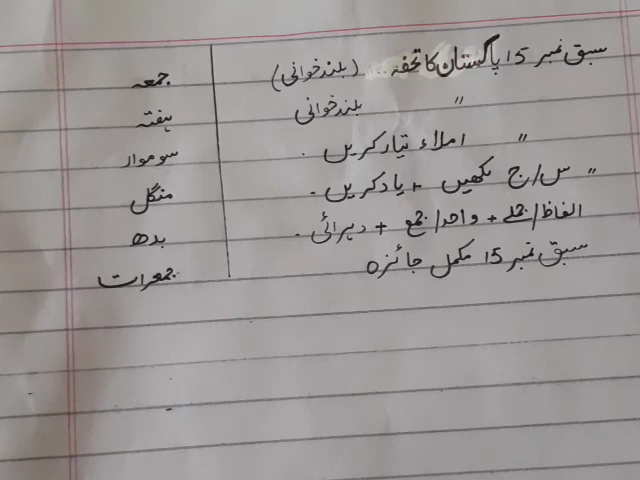 سبق نمبر 15 پاکستان کا تحفہ ... (بلند خوانی) جمعہ
" بلند خوانی ہفتہ
" املاء تیار کریں . سوموار
" س/ج لکھیں + یاد کریں . منگل
الفاظ/جملے + واحد/جمع + دہرائی . بدھ
سبق نمبر 15 مکمل جائزہ جمعرات